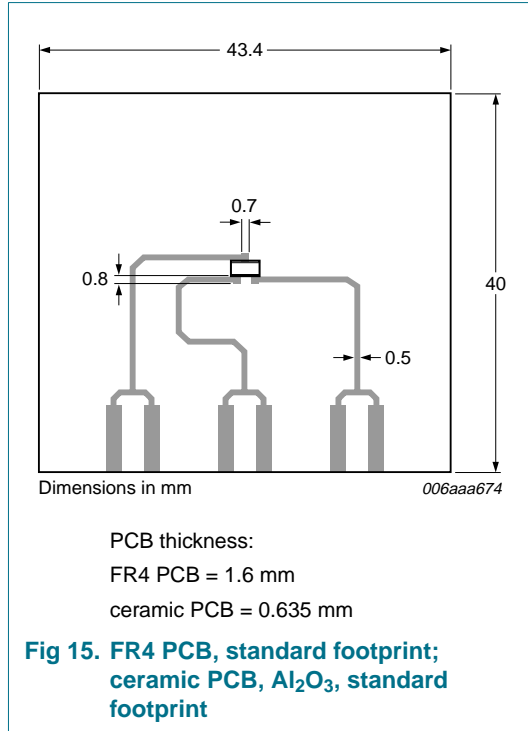 43.4
0.7
0.8
40
0.5
Dimensions in mm
006aaa674
PCB thickness:
FR4 PCB = 1.6 mm
ceramic PCB = 0.635 mm
Fig 15. FR4 PCB, standard footprint;
ceramic PCB, Al₂O₃, standard
footprint